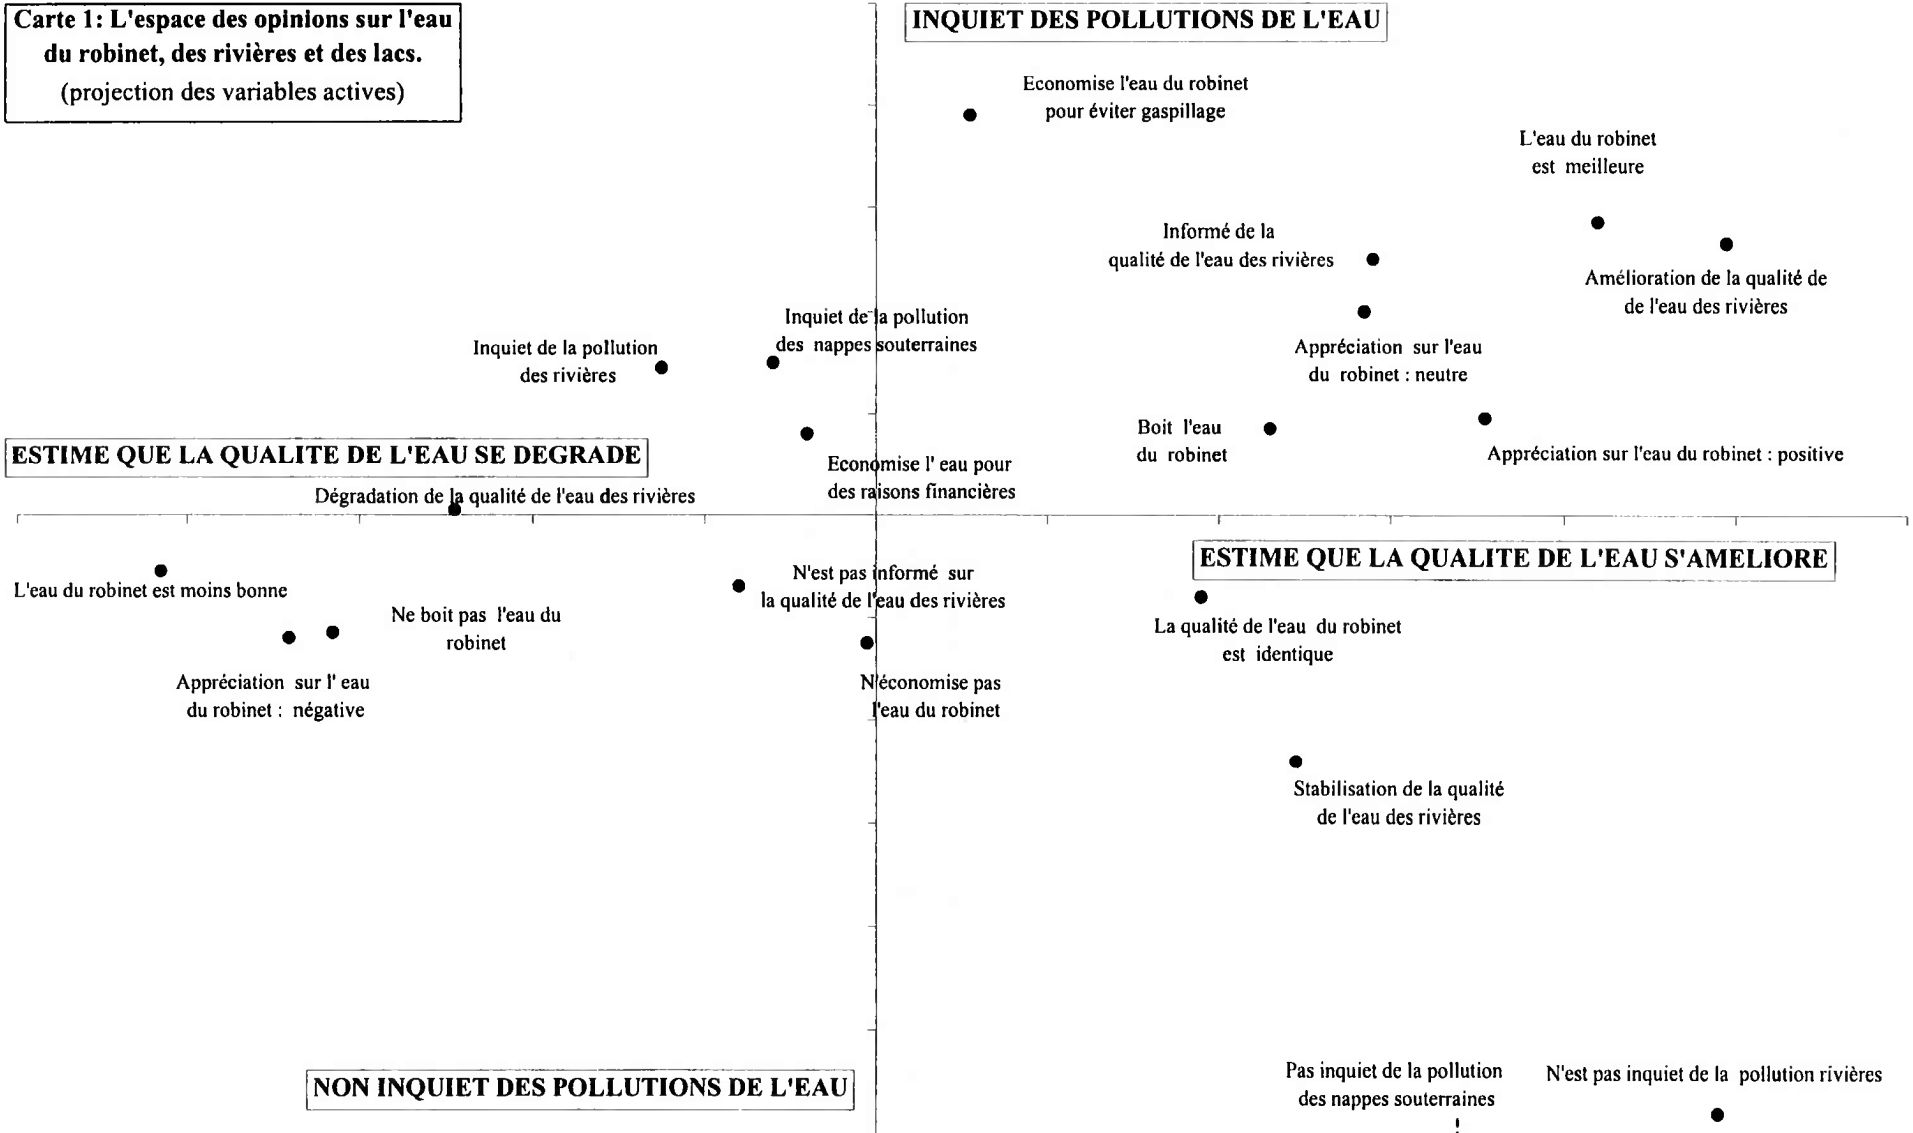 Carte 1: L'espace des opinions sur l'eau
du robinet, des rivières et des lacs.
(projection des variables actives)
INQUIET DES POLLUTIONS DE L'EAU
Economise l'eau du robinet
pour éviter gaspillage
L'eau du robinet
est meilleure
Informé de la
qualité de l'eau des rivières
Amélioration de la qualité de
de l'eau des rivières
Inquiet de la pollution
des nappes souterraines
Inquiet de la pollution
des rivières
Appréciation sur l'eau
du robinet : neutre
Boit l'eau
du robinet
Appréciation sur l'eau du robinet : positive
ESTIME QUE LA QUALITE DE L'EAU SE DEGRADE
Economise l' eau pour
des raisons financières
Dégradation de la qualité de l'eau des rivières
ESTIME QUE LA QUALITE DE L'EAU S'AMELIORE
L'eau du robinet est moins bonne
N'est pas informé sur
la qualité de l'eau des rivières
Ne boit pas l'eau du
robinet
La qualité de l'eau du robinet
est identique
Appréciation sur l' eau
du robinet : négative
N'économise pas
l'eau du robinet
Stabilisation de la qualité
de l'eau des rivières
NON INQUIET DES POLLUTIONS DE L'EAU
Pas inquiet de la pollution
des nappes souterraines
N'est pas inquiet de la pollution rivières